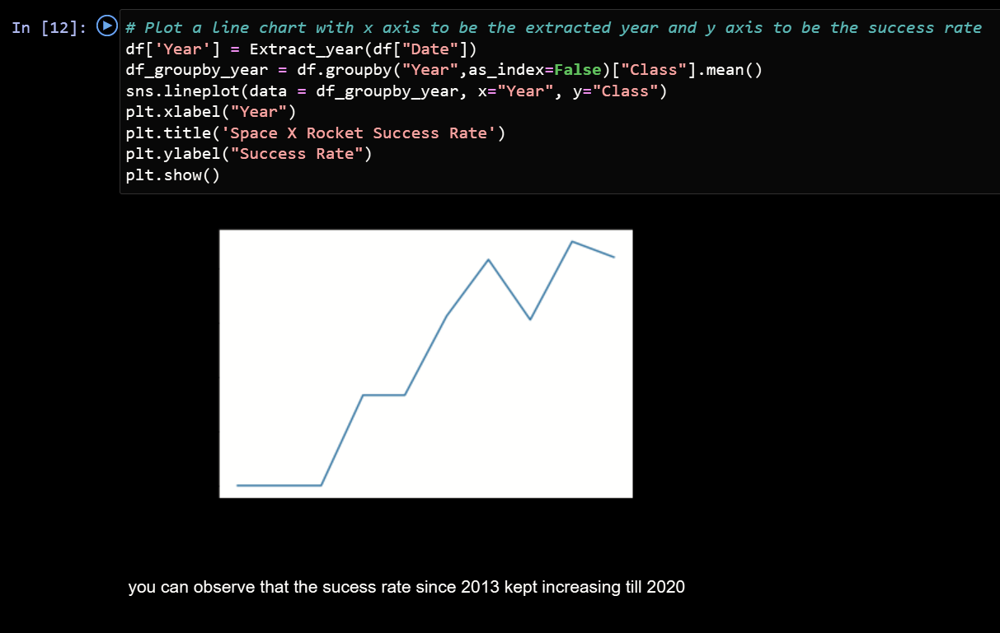 In [12]:
# Plot a line chart with x axis to be the extracted year and y axis to be the success rate
df['Year'] = Extract_year(df["Date"])
df_groupby_year = df.groupby("Year",as_index=False)["Class"].mean()
sns.lineplot(data = df_groupby_year, x="Year", y="Class")
plt.xlabel("Year")
plt.title('Space X Rocket Success Rate')
plt.ylabel("Success Rate")
plt.show()
you can observe that the sucess rate since 2013 kept increasing till 2020